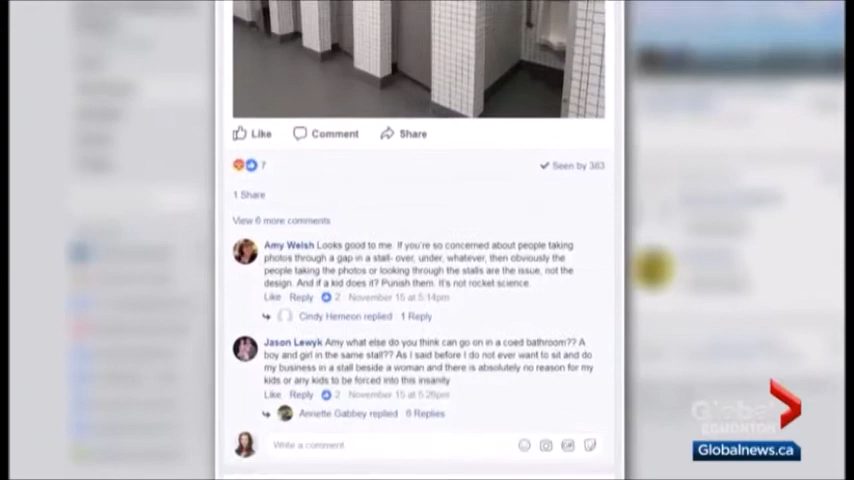 Like Comment Share
7 Seen by 383
1 Share
View 6 more comments
Amy Welsh Looks good to me. If you're so concerned about people taking
photos through a gap in a stall- over, under, whatever, then obviously the
people taking the photos or looking through the stalls are the issue, not the
design. And if a kid does it? Punish them. It's not rocket science.
Like Reply 2 November 15 at 5:14pm
Cindy Hemeon replied 1 Reply
Jason Lewyk Amy what else do you think can go on in a coed bathroom?? A
boy and girl in the same stall?? As I said before I do not ever want to sit and do
my business in a stall beside a woman and there is absolutely no reason for my
kids or any kids to be forced into this insanity
Like Reply 2 November 15 at 5:26pm
Annette Gabbey replied 6 Replies
Write a comment
Global
EDMONTON
Globalnews.ca